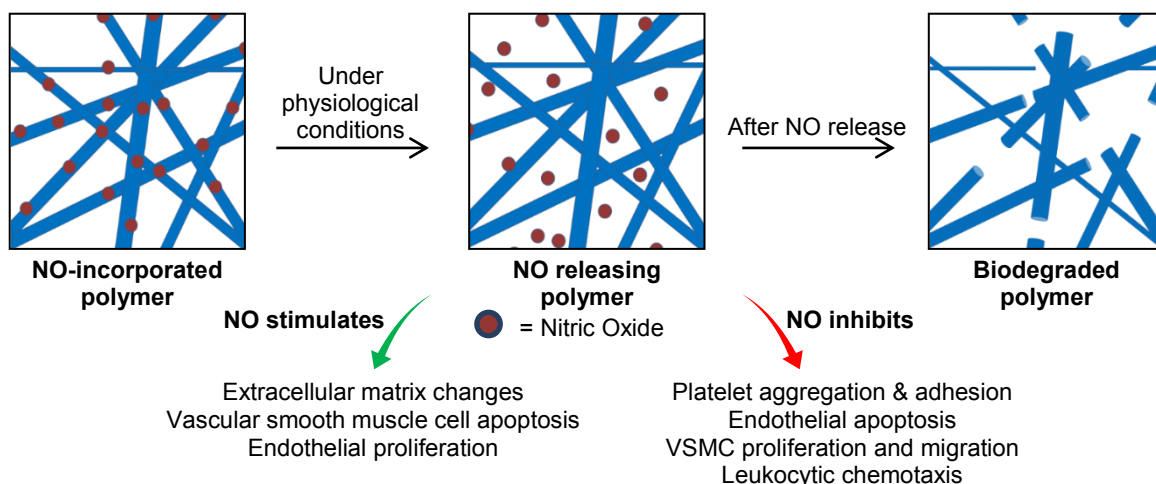 Under
physiological
conditions
After NO release
NO-incorporated
polymer
NO releasing
polymer
Biodegraded
polymer
NO stimulates
= Nitric Oxide
NO inhibits
Extracellular matrix changes
Vascular smooth muscle cell apoptosis
Endothelial proliferation
Platelet aggregation & adhesion
Endothelial apoptosis
VSMC proliferation and migration
Leukocytic chemotaxis